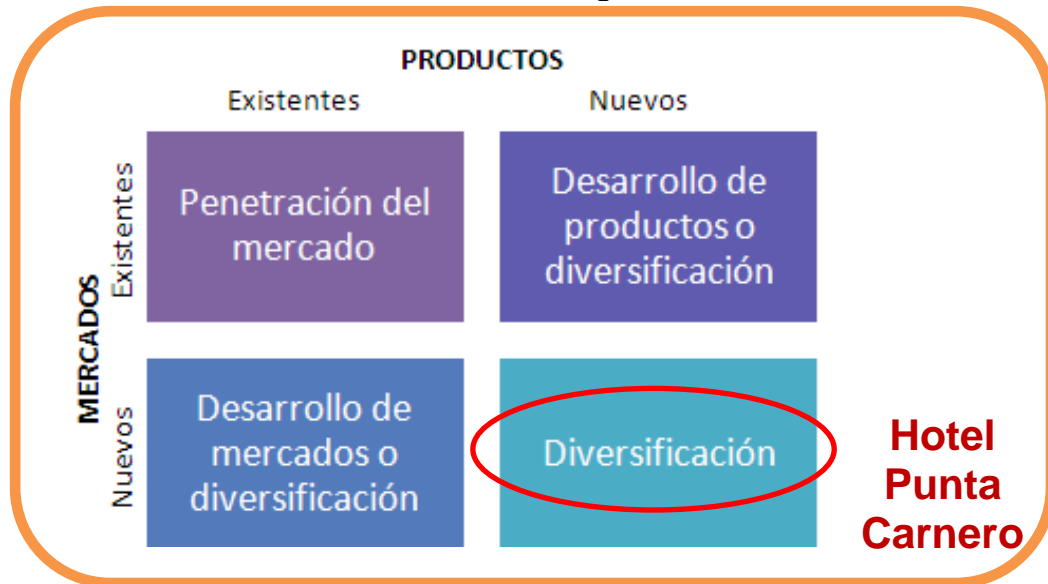 PRODUCTOS
Existentes
Nuevos
MERCADOS
Existentes
Penetración del
mercado
Desarrollo de
productos o
diversificación
Nuevos
Desarrollo de
mercados o
diversificación
Diversificación
Hotel
Punta
Carnero